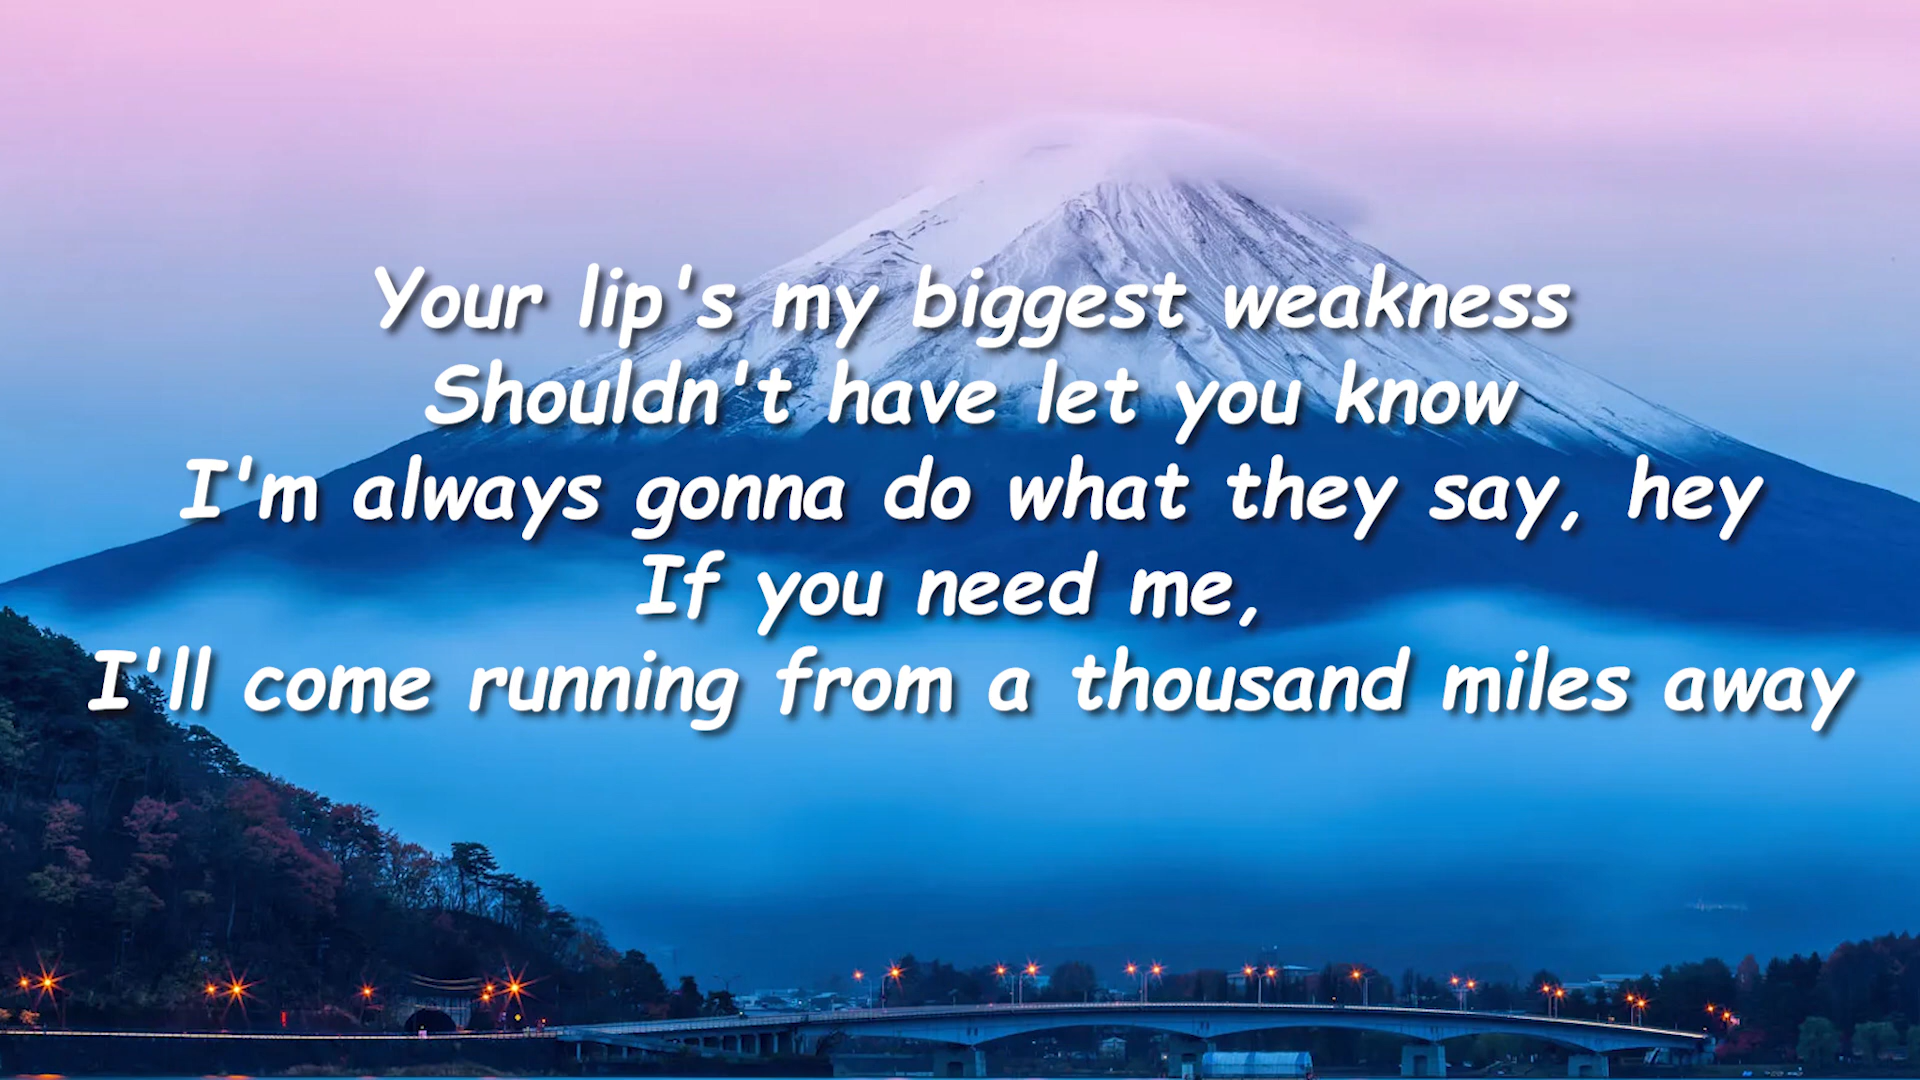 Your lip's my biggest weakness
Shouldn't have let you know
I'm always gonna do what they say, hey
If you need me,
I'll come running from a thousand miles away